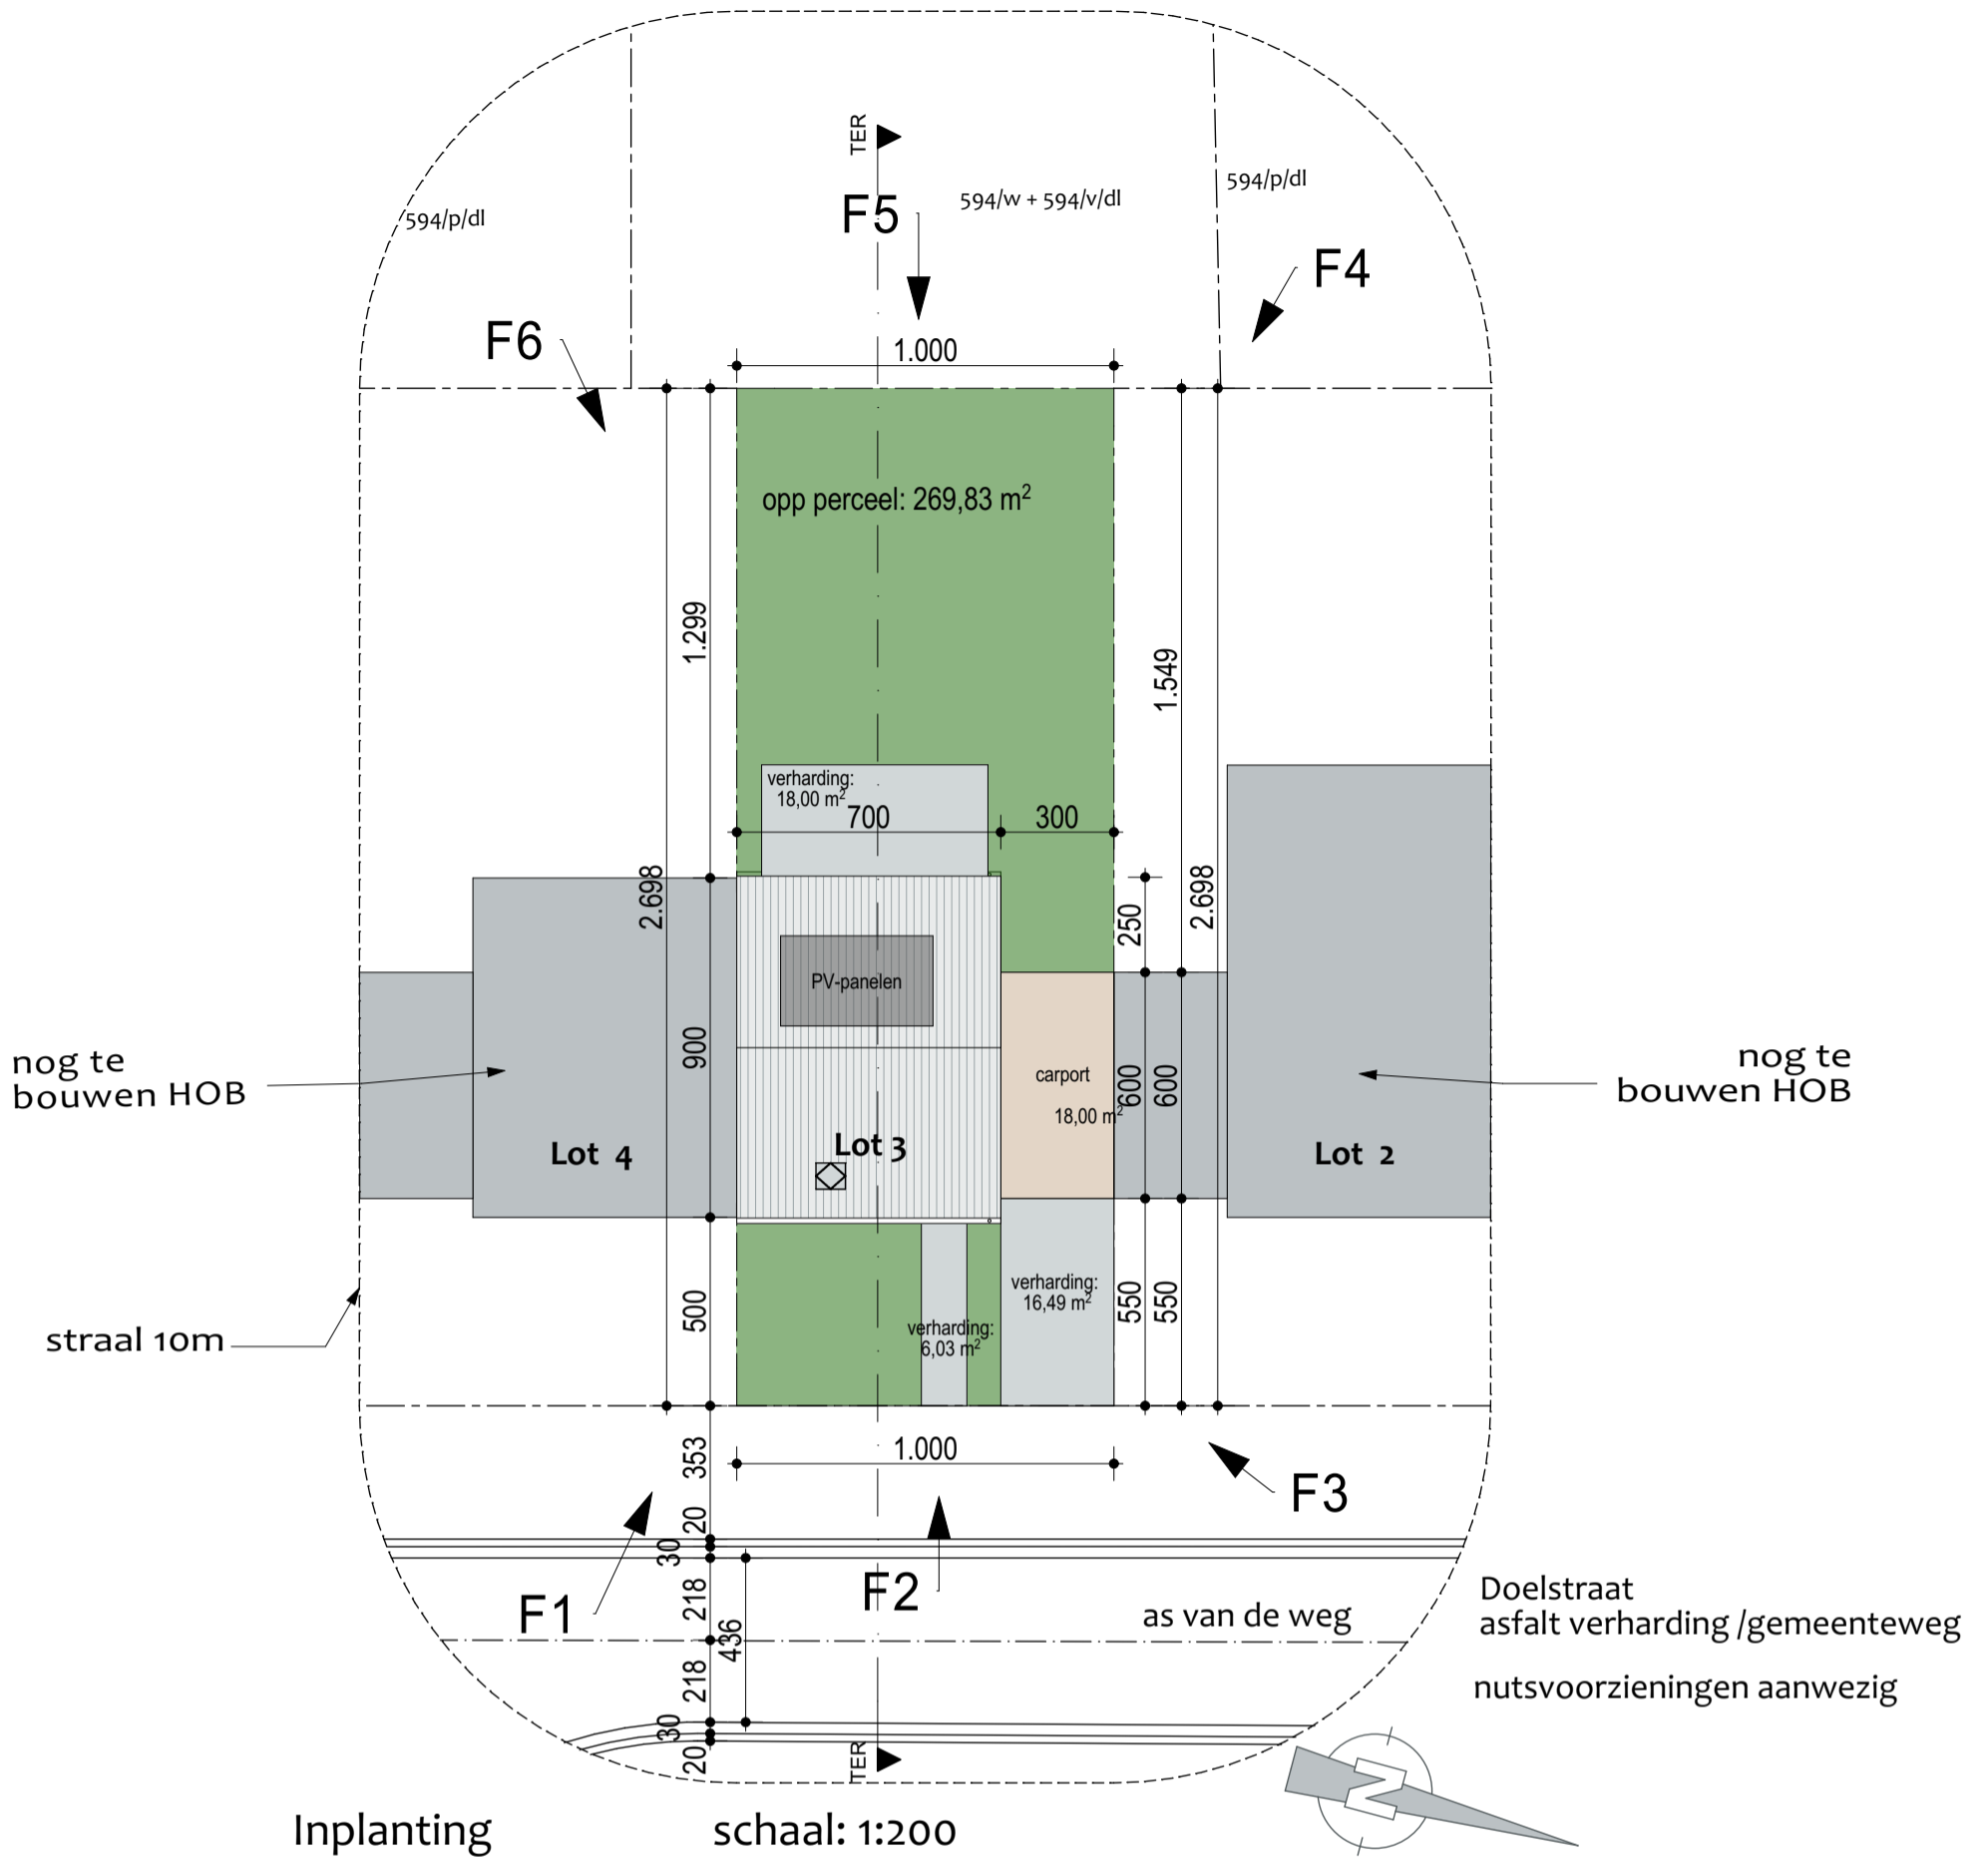 TER
594/p/dl
F5
594/w + 594/v/dl
594/p/dl
F4
F6
1.000
opp perceel: 269,83 m²
1.299
1.549
verharding:
18,00 m²
700
300
2.698
250
2.698
PV-panelen
nog te
bouwen HOB
900
carport
18,00 m²
600
600
nog te
bouwen HOB
Lot 4
Lot 3
Lot 2
straal 10m
500
verharding:
6,03 m²
verharding:
16,49 m²
550
550
353
1.000
F3
20
30
F1
218
F2
436
as van de weg
Doelstraat
asfalt verharding /gemeenteweg
218
nutsvoorzieningen aanwezig
30
20
TER
N
Inplanting
schaal: 1:200